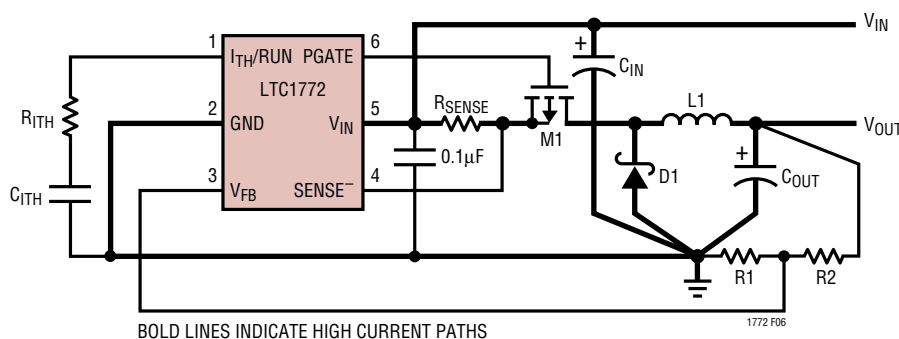 V_IN
1
I_TH/RUN
PGATE
6
+
C_IN
LTC1772
R_ITH
2
GND
V_IN
5
R_SENSE
M1
L1
V_OUT
0.1µF
3
V_FB
SENSE⁻
4
C_ITH
D1
+
C_OUT
R1
R2
BOLD LINES INDICATE HIGH CURRENT PATHS
1772 F06